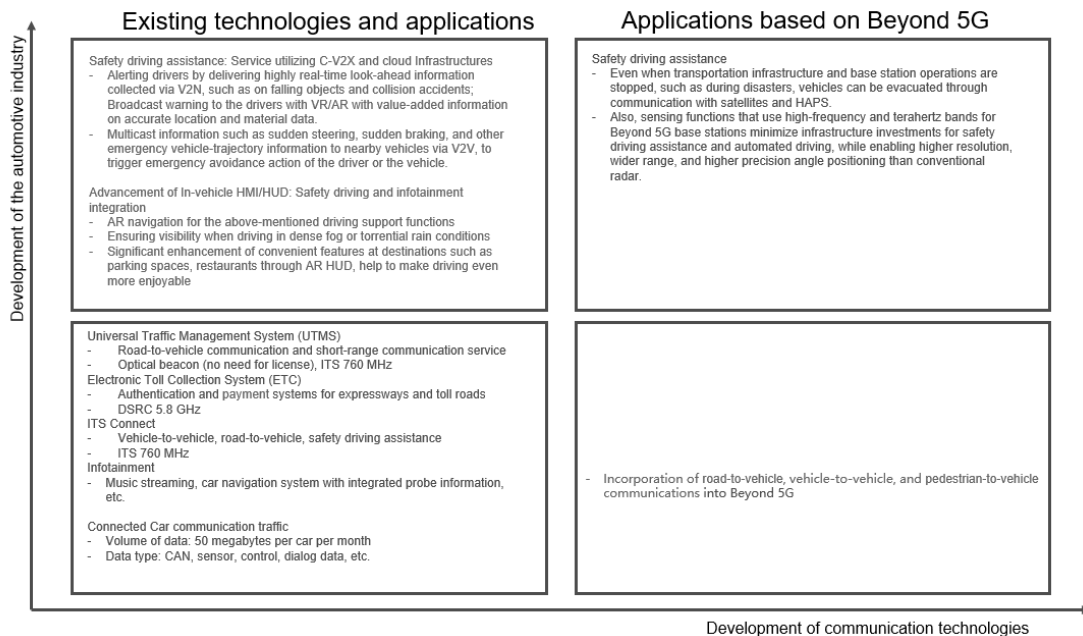 Existing technologies and applications
Applications based on Beyond 5G
Development of the automotive industry
Safety driving assistance: Service utilizing C-V2X and cloud Infrastructures
- Alerting drivers by delivering highly real-time look-ahead information
collected via V2N, such as on falling objects and collision accidents;
Broadcast warning to the drivers with VR/AR with value-added information
on accurate location and material data.
- Multicast information such as sudden steering, sudden braking, and other
emergency vehicle-trajectory information to nearby vehicles via V2V, to
trigger emergency avoidance action of the driver or the vehicle.
Advancement of In-vehicle HMI/HUD: Safety driving and infotainment
integration
- AR navigation for the above-mentioned driving support functions
- Ensuring visibility when driving in dense fog or torrential rain conditions
- Significant enhancement of convenient features at destinations such as
parking spaces, restaurants through AR HUD, help to make driving even
more enjoyable
Safety driving assistance
- Even when transportation infrastructure and base station operations are
stopped, such as during disasters, vehicles can be evacuated through
communication with satellites and HAPS.
- Also, sensing functions that use high-frequency and terahertz bands for
Beyond 5G base stations minimize infrastructure investments for safety
driving assistance and automated driving, while enabling higher resolution,
wider range, and higher precision angle positioning than conventional
radar.
Universal Traffic Management System (UTMS)
- Road-to-vehicle communication and short-range communication service
- Optical beacon (no need for license), ITS 760 MHz
Electronic Toll Collection System (ETC)
- Authentication and payment systems for expressways and toll roads
- DSRC 5.8 GHz
ITS Connect
- Vehicle-to-vehicle, road-to-vehicle, safety driving assistance
- ITS 760 MHz
Infotainment
- Music streaming, car navigation system with integrated probe information,
etc.
Connected Car communication traffic
- Volume of data: 50 megabytes per car per month
- Data type: CAN, sensor, control, dialog data, etc.
- Incorporation of road-to-vehicle, vehicle-to-vehicle, and pedestrian-to-vehicle
communications into Beyond 5G
Development of communication technologies